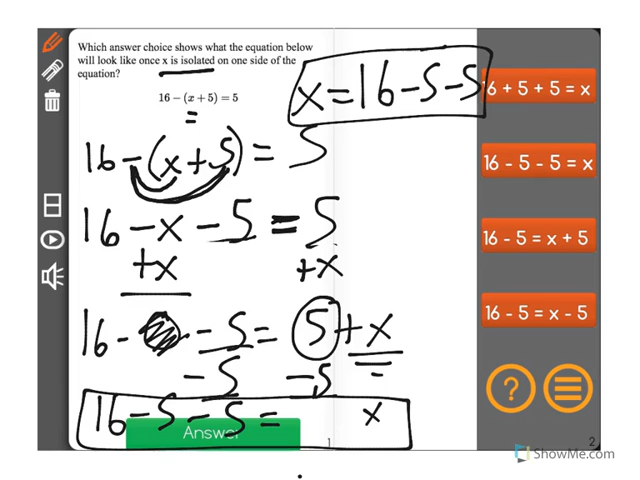 Which answer choice shows what the equation below
will look like once x is isolated on one side of the
equation?
16 − (x + 5) = 5
x = 16 - 5 - 5
16 - (x + 5) = 5
16 - x - 5 = 5
+x +x
16 - - 5 = 5 + x
- 5 - 5
16 - 5 - 5 = x
Answer
1
16 + 5 + 5 = x
16 - 5 - 5 = x
16 - 5 = x + 5
16 - 5 = x - 5
?
2
ShowMe.com